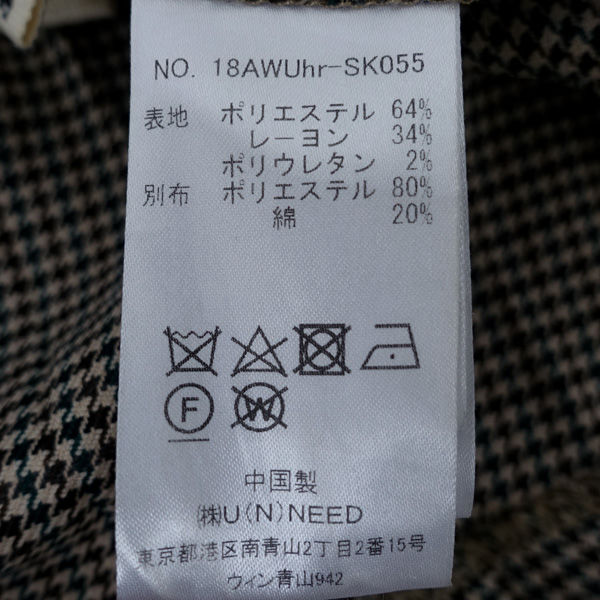 NO. 18AWUhr-SK055
表地 ポリエステル 64%
レーヨン 34%
ポリウレタン 2%
別布 ポリエステル 80%
綿 20%
F W
中国製
㈱U(N)NEED
東京都港区南青山2丁目2番15号
ウィン青山942